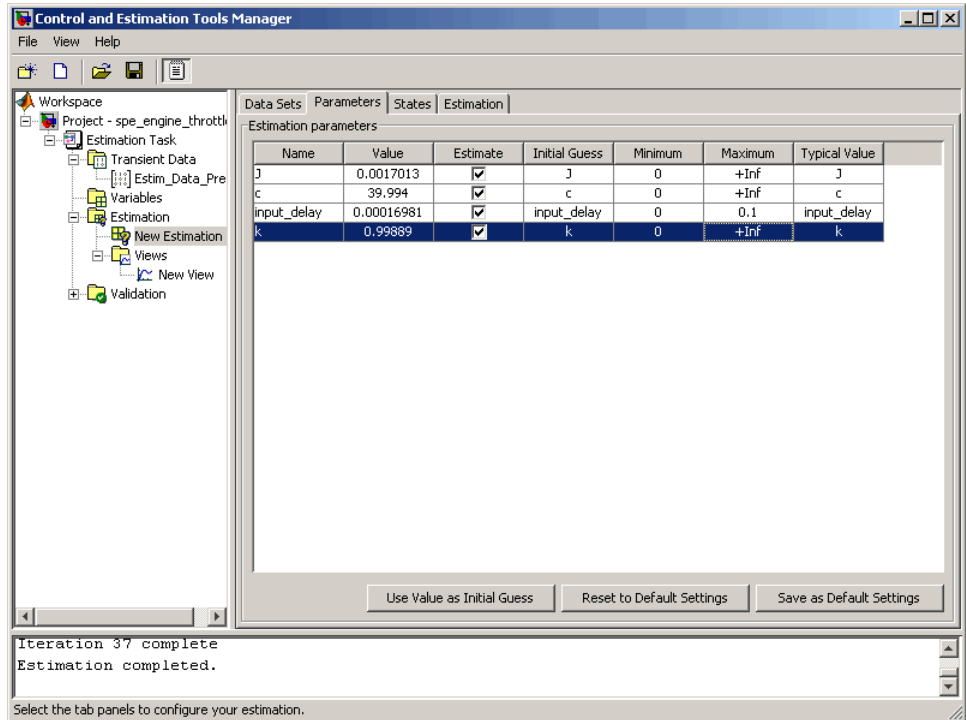 Control and Estimation Tools Manager
File View Help
Workspace
Project - spe_engine_throttl
Estimation Task
Transient Data
Estim_Data_Pre
Variables
Estimation
New Estimation
Views
New View
Validation
Data Sets Parameters States Estimation
Estimation parameters
Name Value Estimate Initial Guess Minimum Maximum Typical Value
J 0.0017013 J 0 +Inf J
c 39.994 c 0 +Inf c
input_delay 0.00016981 input_delay 0 0.1 input_delay
k 0.99889 k 0 +Inf k
Use Value as Initial Guess Reset to Default Settings Save as Default Settings
Iteration 37 complete
Estimation completed.
Select the tab panels to configure your estimation.